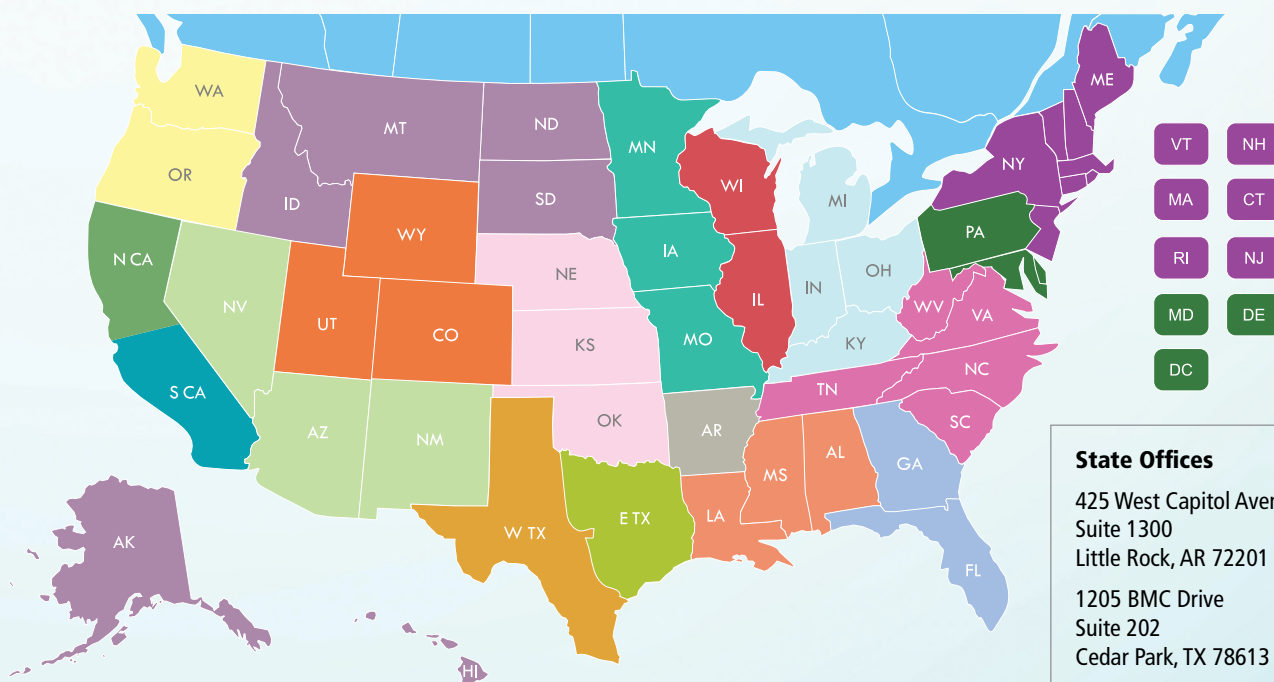 WA
OR
MT
ID
ND
SD
MN
WI
MI
ME
NY
VT
NH
MA
CT
RI
NJ
MD
DE
DC
PA
N CA
NV
WY
UT
CO
NE
KS
OK
IA
MO
IL
IN
OH
KY
WV
VA
NC
TN
SC
S CA
AZ
NM
AR
MS
AL
GA
LA
FL
W TX
E TX
AK
HI
State Offices
425 West Capitol Aven
Suite 1300
Little Rock, AR 72201
1205 BMC Drive
Suite 202
Cedar Park, TX 78613